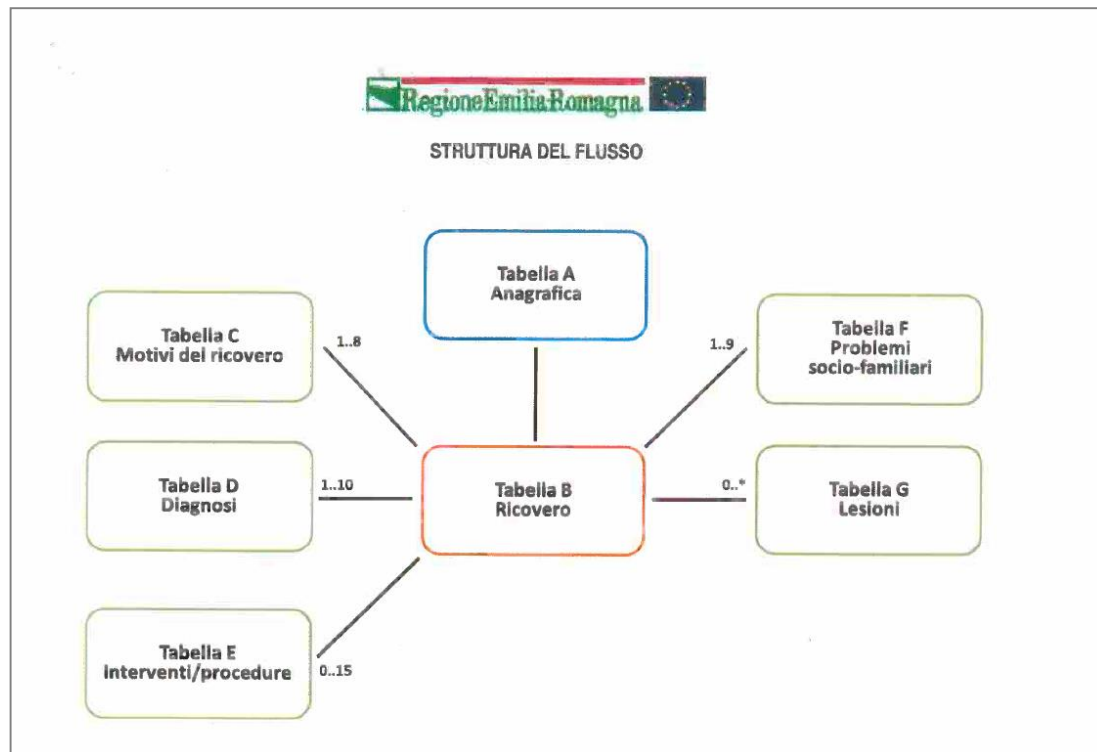 RegioneEmiliaRomagna
STRUTTURA DEL FLUSSO
Tabella A
Anagrafica
Tabella C
Motivi del ricovero
1..8
1..9
Tabella F
Problemi
socio-familiari
Tabella D
Diagnosi
1..10
Tabella B
Ricovero
0..*
Tabella G
Lesioni
Tabella E
Interventi/procedure
0..15